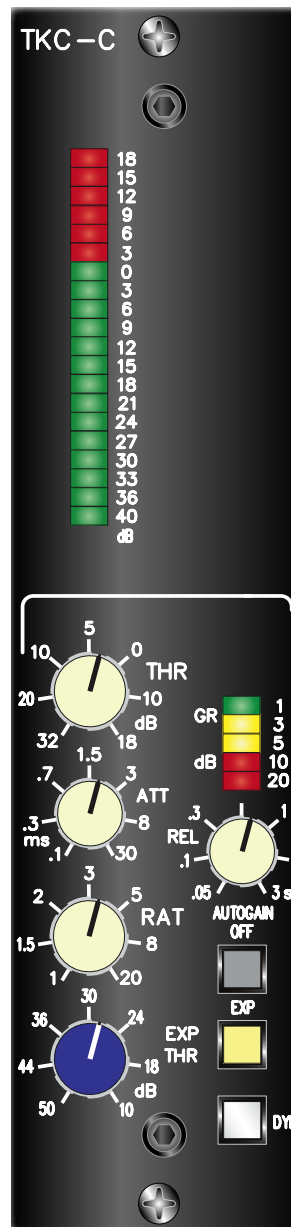 TKC-C
18
15
12
9
6
3
0
3
6
9
12
15
18
21
24
27
30
33
36
40
dB
5
10 0
THR
20 10
dB
32 18
GR 1
3
5
dB 10
20
1.5
.7 3
ATT
.3 8
ms
.1 30
.3 1
REL
.1
.05 3 s
3
2 5
RAT
1.5 8
1 20
AUTOGAIN
OFF
30
36 24
EXP
THR
44 18
dB
50 10
EXP
DY